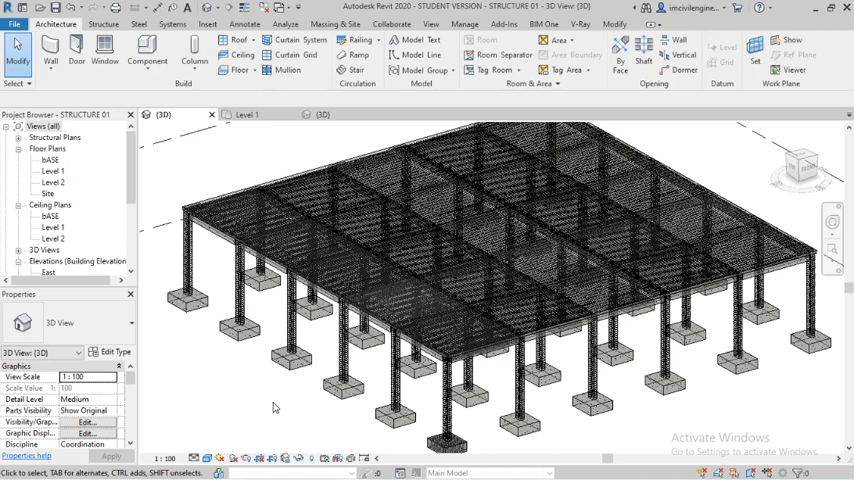 Autodesk Revit 2020 - STUDENT VERSION - STRUCTURE 01 - 3D View: {3D}
imcivilengine...
File Architecture Structure Steel Systems Insert Annotate Analyze Massing & Site Collaborate View Manage Add-Ins BIM One V-Ray Modify
Modify
Wall
Door
Window
Component
Column
Roof
Ceiling
Floor
Curtain System
Curtain Grid
Mullion
Railing
Ramp
Stair
Model Text
Model Line
Model Group
Room
Room Separator
Tag Room
Area
Area Boundary
Tag Area
By Face
Shaft
Wall
Vertical
Dormer
Level
Grid
Set
Show
Ref Plane
Viewer
Select
Build
Circulation
Model
Room & Area
Opening
Datum
Work Plane
Project Browser - STRUCTURE 01
{3D}
Level 1
{3D}
Views (all)
Structural Plans
Floor Plans
bASE
Level 1
Level 2
Site
Ceiling Plans
bASE
Level 1
Level 2
3D Views
Elevations (Building Elevation
East
Properties
3D View
3D View: {3D}
Edit Type
Graphics
View Scale 1 : 100
Scale Value 1: 100
Detail Level Medium
Parts Visibility Show Original
Visibility/Grap... Edit...
Graphic Displ... Edit...
Discipline Coordination
Properties help
Apply
1 : 100
Activate Windows
Go to Settings to activate Windows.
Click to select, TAB for alternates, CTRL adds, SHIFT unselects.
:0
Main Model
:0